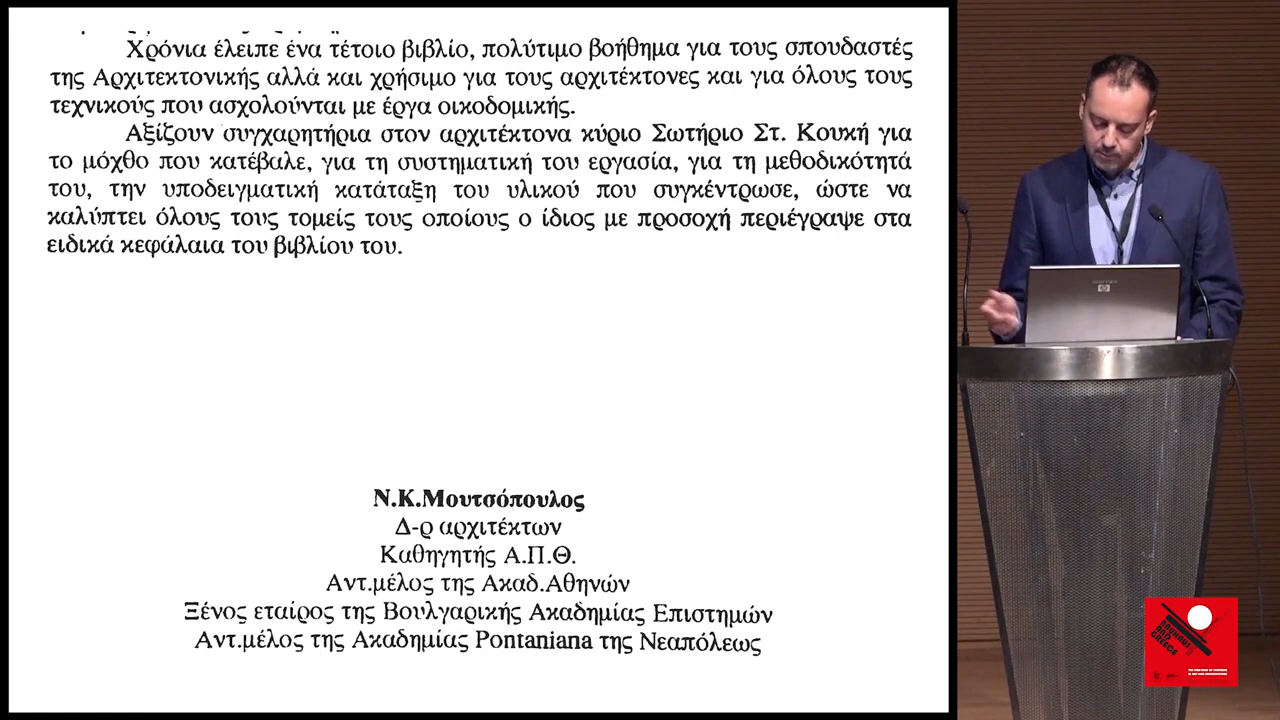 Χρόνια έλειπε ένα τέτοιο βιβλίο, πολύτιμο βοήθημα για τους σπουδαστές
της Αρχιτεκτονικής αλλά και χρήσιμο για τους αρχιτέκτονες και για όλους τους
τεχνικούς που ασχολούνται με έργα οικοδομικής.
Αξίζουν συγχαρητήρια στον αρχιτέκτονα κύριο Σωτήριο Στ. Κουκή για
το μόχθο που κατέβαλε, για τη συστηματική του εργασία, για τη μεθοδικότητά
του, την υποδειγματική κατάταξη του υλικού που συγκέντρωσε, ώστε να
καλύπτει όλους τους τομείς τους οποίους ο ίδιος με προσοχή περιέγραψε στα
ειδικά κεφάλαια του βιβλίου του.
Ν.Κ.Μουτσόπουλος
Δ-ρ αρχιτέκτων
Καθηγητής Α.Π.Θ.
Αντ.μέλος της Ακαδ.Αθηνών
Ξένος εταίρος της Βουλγαρικής Ακαδημίας Επιστημών
Αντ.μέλος της Ακαδημίας Pontaniana της Νεαπόλεως
hp
BAUHAUS
AND
GREECE